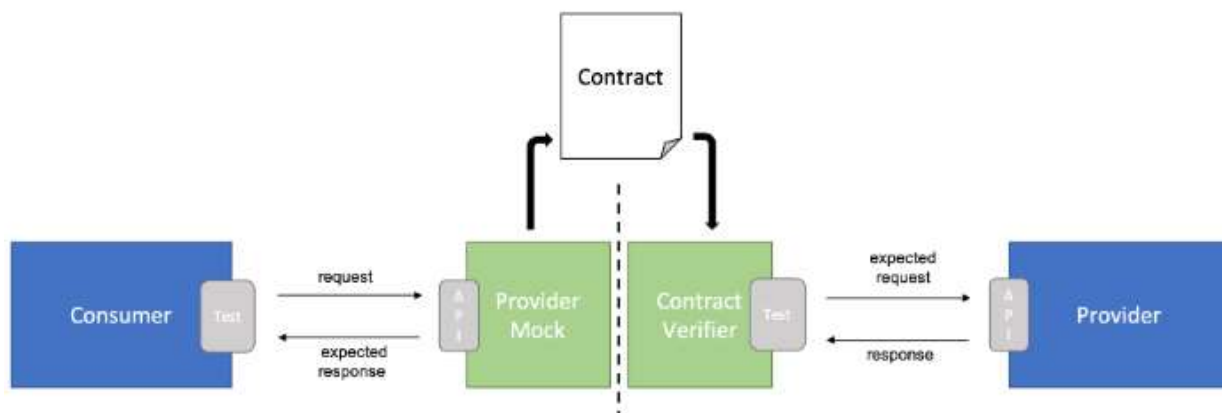 Contract
request
expected
response
Consumer
Test
A
P
I
Provider
Mock
Contract
Verifier
Test
expected
request
response
A
P
I
Provider